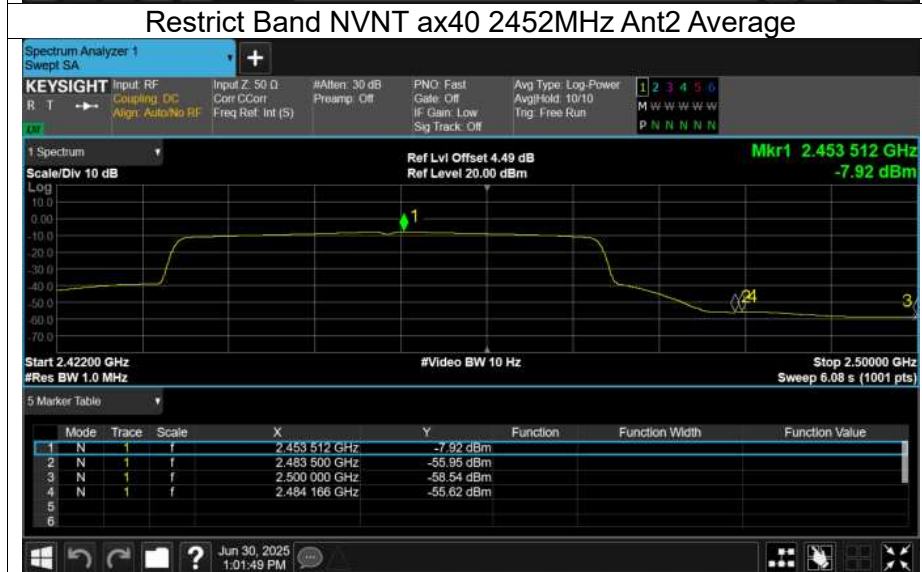 Restrict Band NVNT ax40 2452MHz Ant2 Average
Spectrum Analyzer 1
Swept SA
+
KEYSIGHT Input: RF Input Z: 50 Ω #Atten: 30 dB PNO: Fast Avg Type: Log-Power 1 2 3 4 5 6
R T Coupling: DC Corr CCorr Preamp: Off Gate: Off Avg|Hold: 10/10 M W W W W W
Align: Auto/No RF Freq Ref: Int (S) IF Gain: Low Trig: Free Run
Sig Track: Off P N N N N N
1 Spectrum Ref Lvl Offset 4.49 dB Mkr1 2.453 512 GHz
Scale/Div 10 dB Ref Level 20.00 dBm -7.92 dBm
Log
10.0
0.00
-10.0
-20.0
-30.0
-40.0
-50.0
-60.0
-70.0
1
24
3
Start 2.42200 GHz #Video BW 10 Hz Stop 2.50000 GHz
#Res BW 1.0 MHz Sweep 6.08 s (1001 pts)
5 Marker Table
Mode Trace Scale X Y Function Function Width Function Value
1 N 1 f 2.453 512 GHz -7.92 dBm
2 N 1 f 2.483 500 GHz -55.95 dBm
3 N 1 f 2.500 000 GHz -58.54 dBm
4 N 1 f 2.484 166 GHz -55.62 dBm
5
6
? Jun 30, 2025
1:01:49 PM